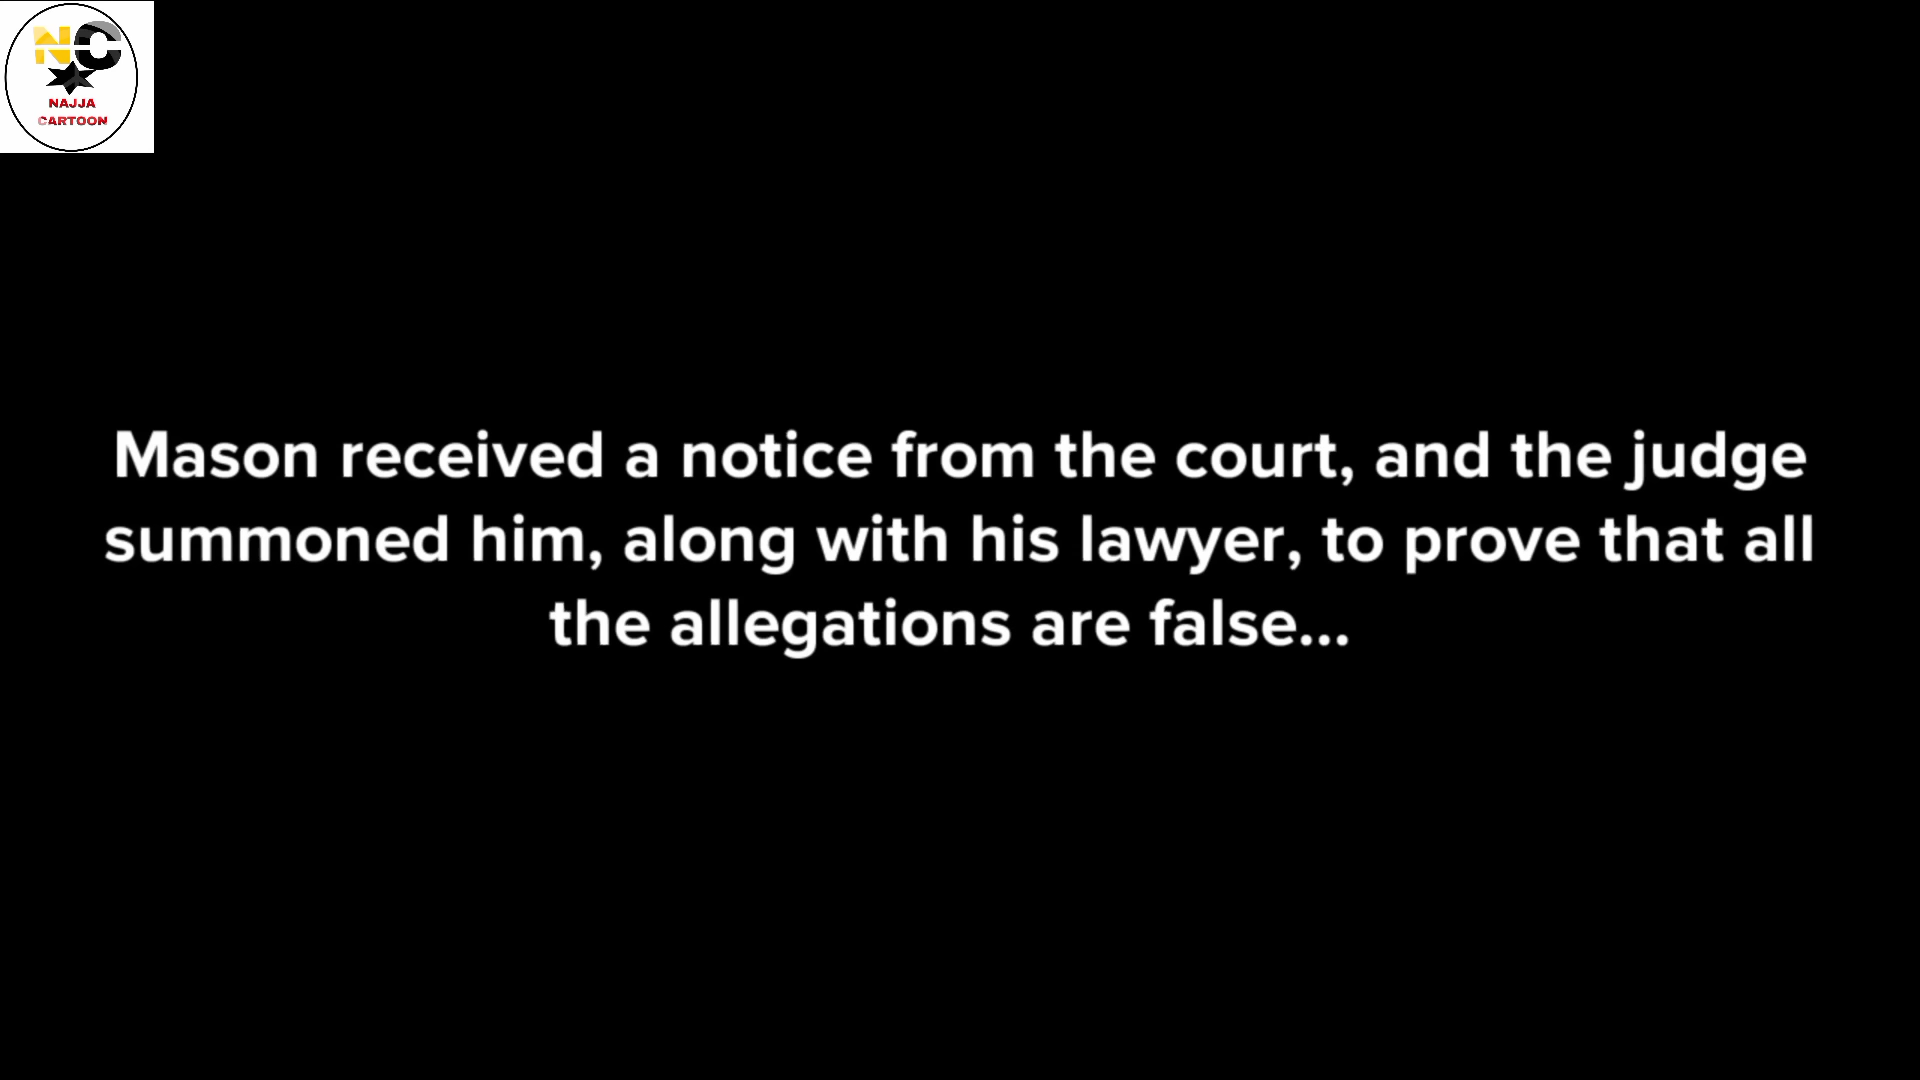 NC
NAJJA
CARTOON
Mason received a notice from the court, and the judge
summoned him, along with his lawyer, to prove that all
the allegations are false...